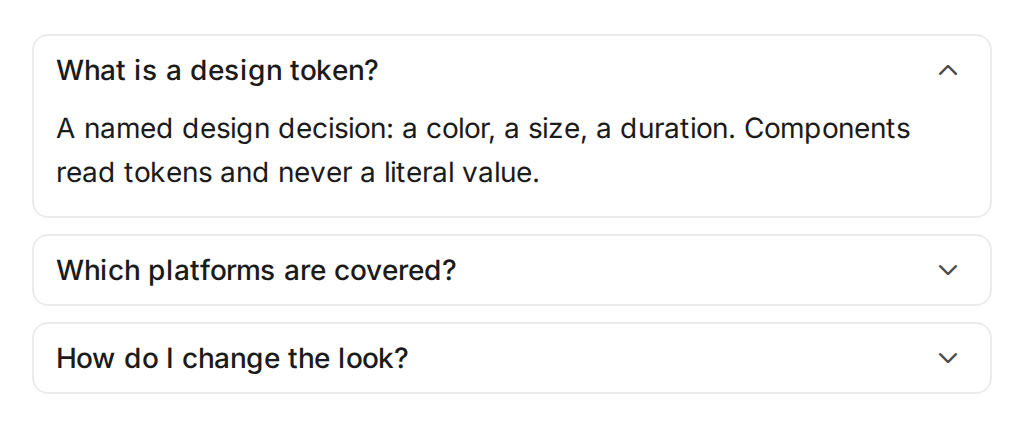 What is a design token?
A named design decision: a color, a size, a duration. Components
read tokens and never a literal value.
Which platforms are covered?
How do I change the look?